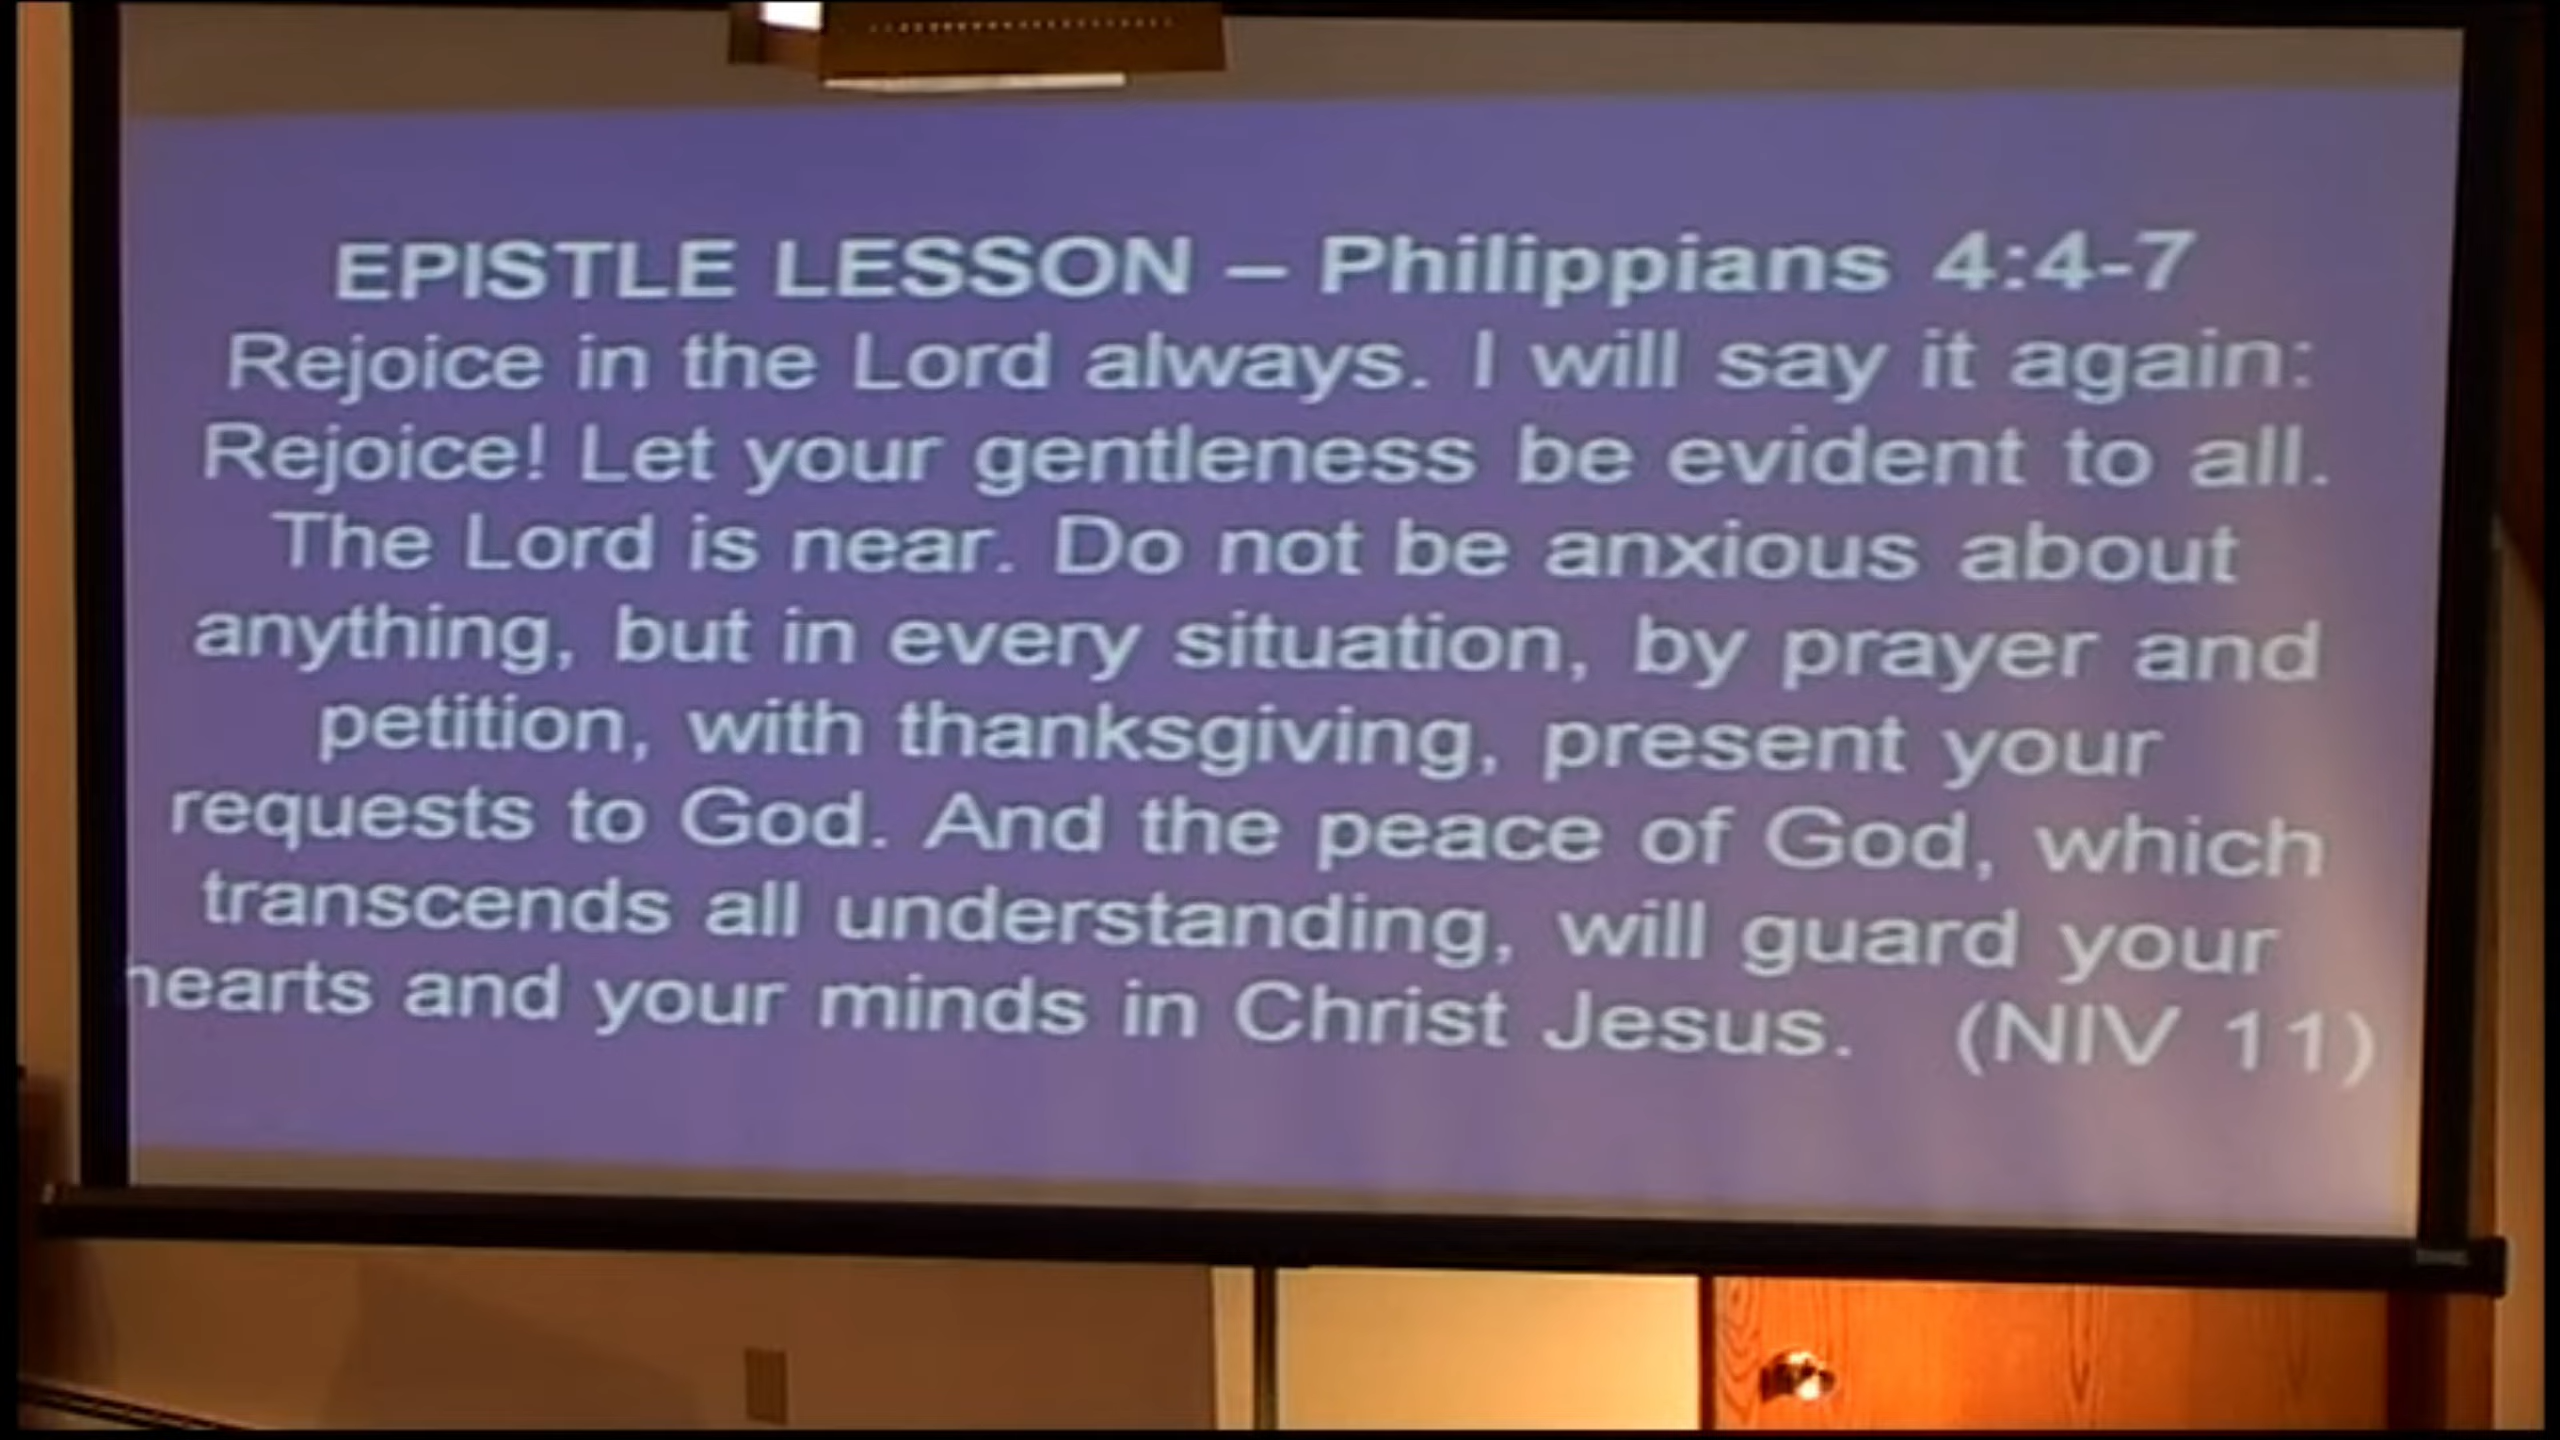 EPISTLE LESSON – Philippians 4:4-7
Rejoice in the Lord always. I will say it again:
Rejoice! Let your gentleness be evident to all.
The Lord is near. Do not be anxious about
anything, but in every situation, by prayer and
petition, with thanksgiving, present your
requests to God. And the peace of God, which
transcends all understanding, will guard your
hearts and your minds in Christ Jesus. (NIV 11)